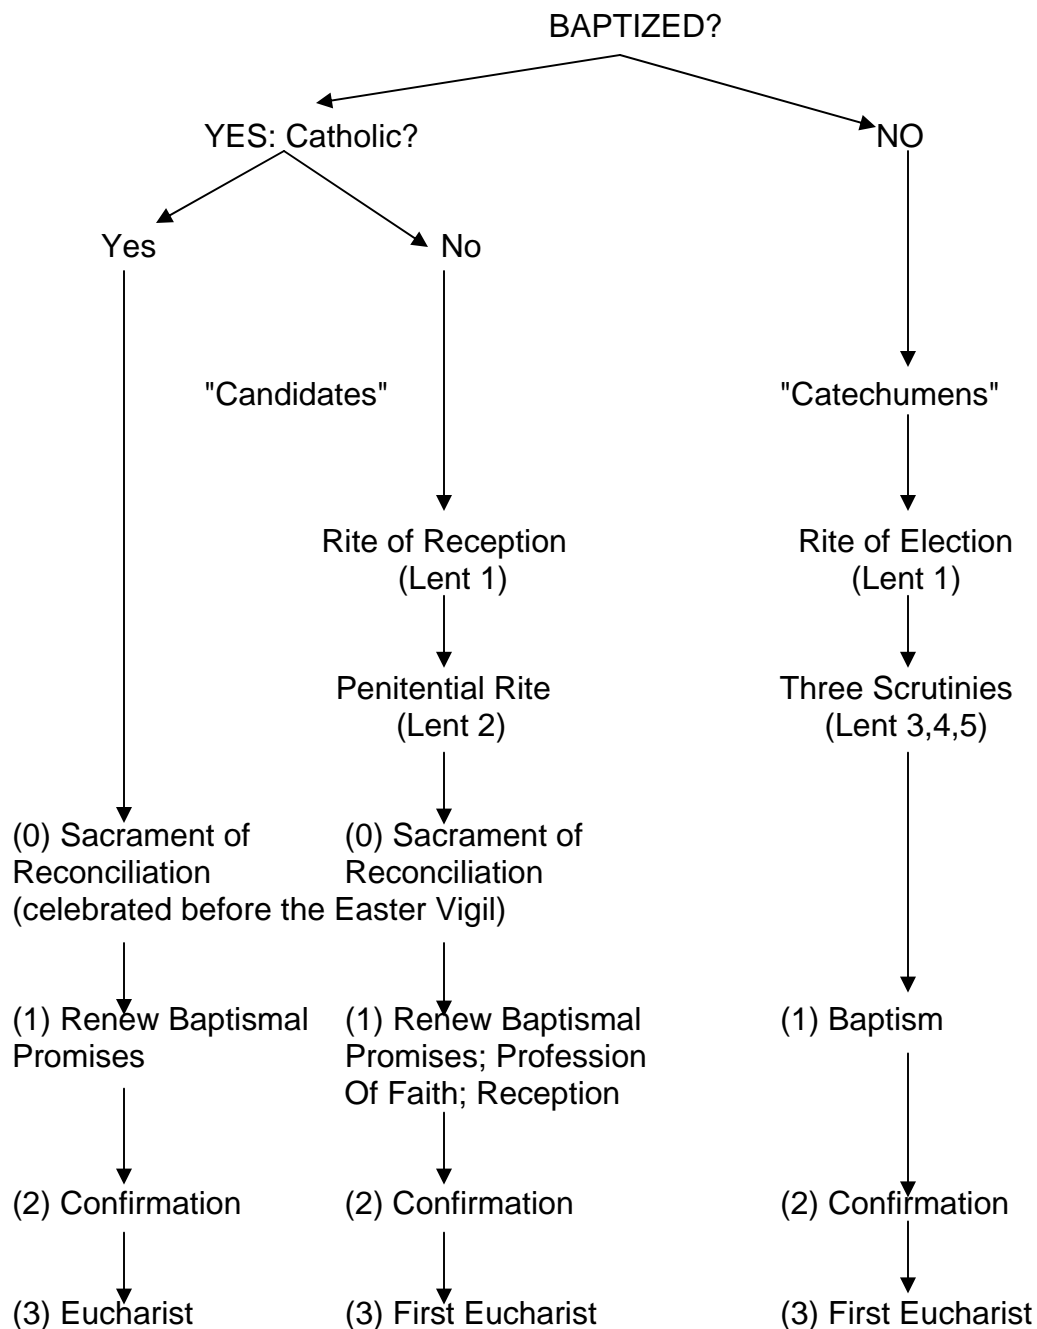 BAPTIZED?
YES: Catholic?
NO
Yes
No
"Candidates"
"Catechumens"
Rite of Reception
(Lent 1)
Rite of Election
(Lent 1)
Penitential Rite
(Lent 2)
Three Scrutinies
(Lent 3,4,5)
(0) Sacrament of
Reconciliation
(celebrated before the Easter Vigil)
(0) Sacrament of
Reconciliation
(1) Renew Baptismal
Promises
(1) Renew Baptismal
Promises; Profession
Of Faith; Reception
(1) Baptism
(2) Confirmation
(2) Confirmation
(2) Confirmation
(3) Eucharist
(3) First Eucharist
(3) First Eucharist